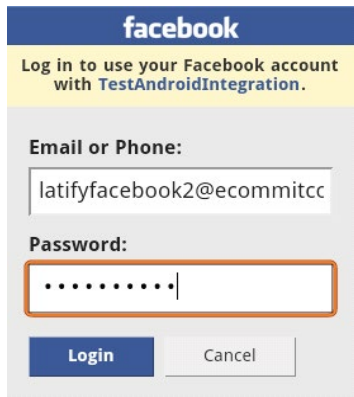 facebook
Log in to use your Facebook account
with TestAndroidIntegration.
Email or Phone:
latifyfacebook2@ecommitcc
Password:
••••••••••
Login
Cancel